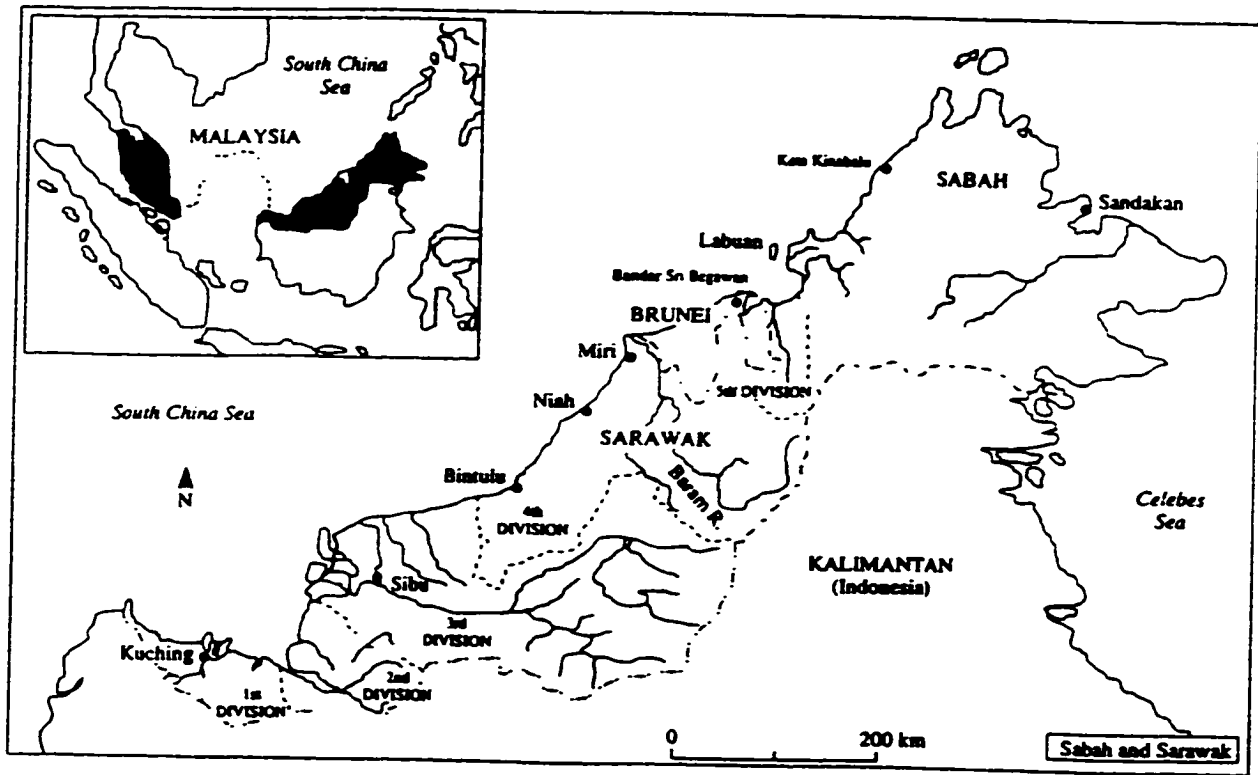 South China
Sea
MALAYSIA
Kota Kinabalu
SABAH
Sandakan
Labuan
Bandar Sri Begawan
BRUNEI
Miri
5th DIVISION
Niah
South China Sea
SARAWAK
N
Bintulu
Baram R.
4th
DIVISION
Celebes
Sea
KALIMANTAN
(Indonesia)
Sibu
3rd
DIVISION
Kuching
2nd
DIVISION
1st
DIVISION
0 200 km
Sabah and Sarawak